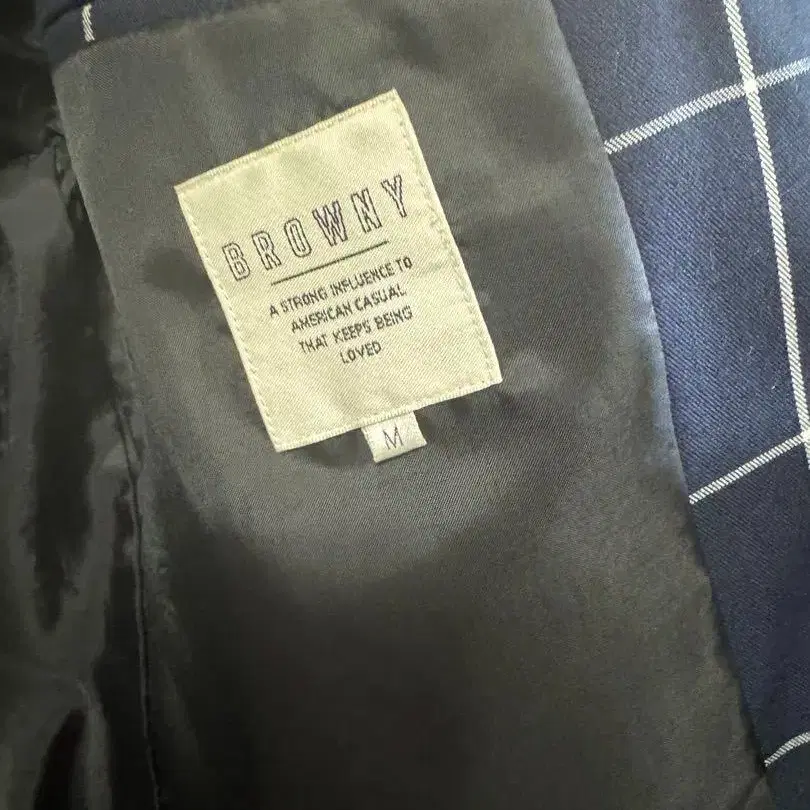 BROWNY
A STRONG INFLUENCE TO
AMERICAN CASUAL
THAT KEEPS BEING
LOVED
M